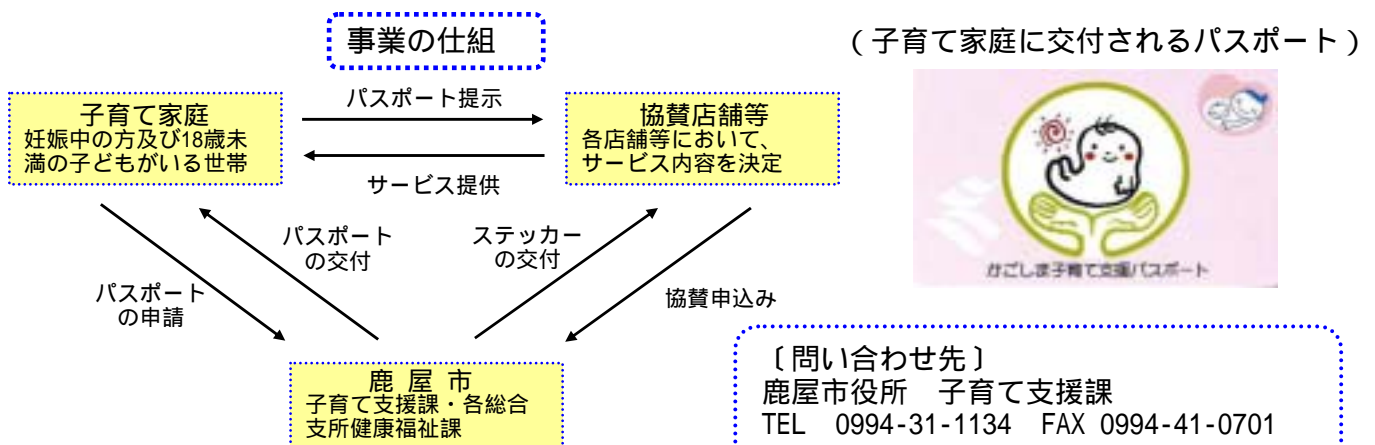 事業の仕組
(子育て家庭に交付されるパスポート)
子育て家庭
妊娠中の方及び18歳未
満の子どもがいる世帯
パスポート提示
サービス提供
協賛店舗等
各店舗等において、
サービス内容を決定
かごしま子育て支援パスポート
パスポート
の申請
パスポート
の交付
ステッカー
の交付
協賛申込み
鹿屋市
子育て支援課・各総合
支所健康福祉課
〔問い合わせ先〕
鹿屋市役所 子育て支援課
TEL 0994-31-1134 FAX 0994-41-0701